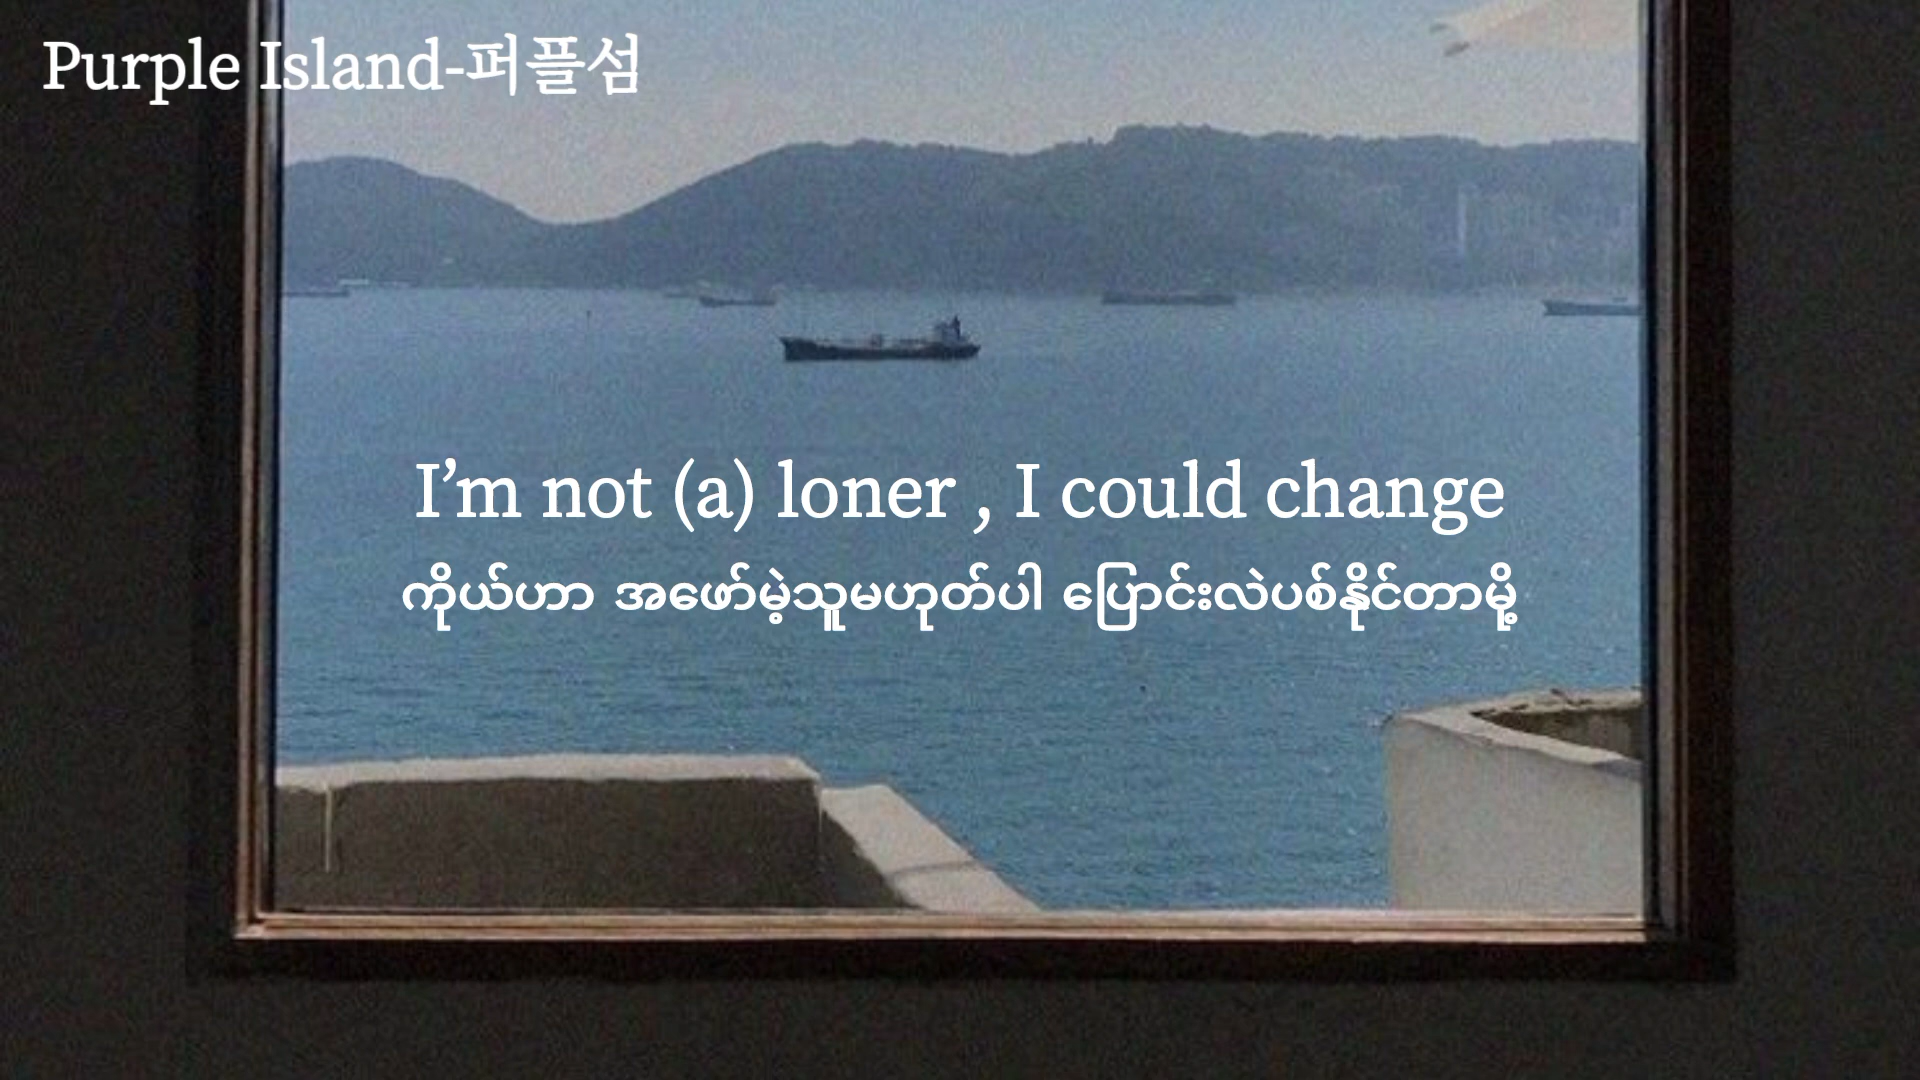 Purple Island-퍼플섬
I’m not (a) loner , I could change
ကိုယ်ဟာ အဖော်မဲ့သူမဟုတ်ပါ ပြောင်းလဲပစ်နိုင်တာမို့